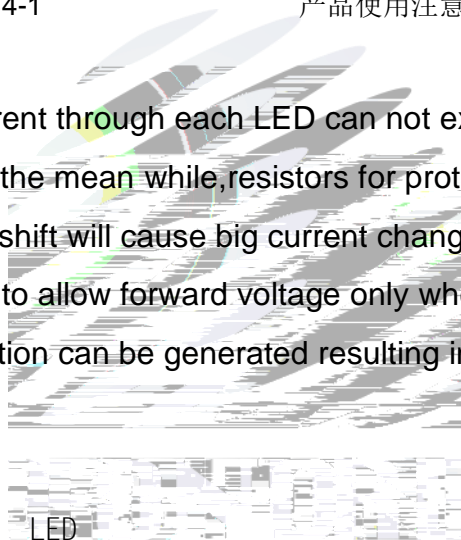 4-1 产品使用注意
rent through each LED can not ex
the mean while,resistors for prot
shift will cause big current chang
to allow forward voltage only wh
tion can be generated resulting in
LED